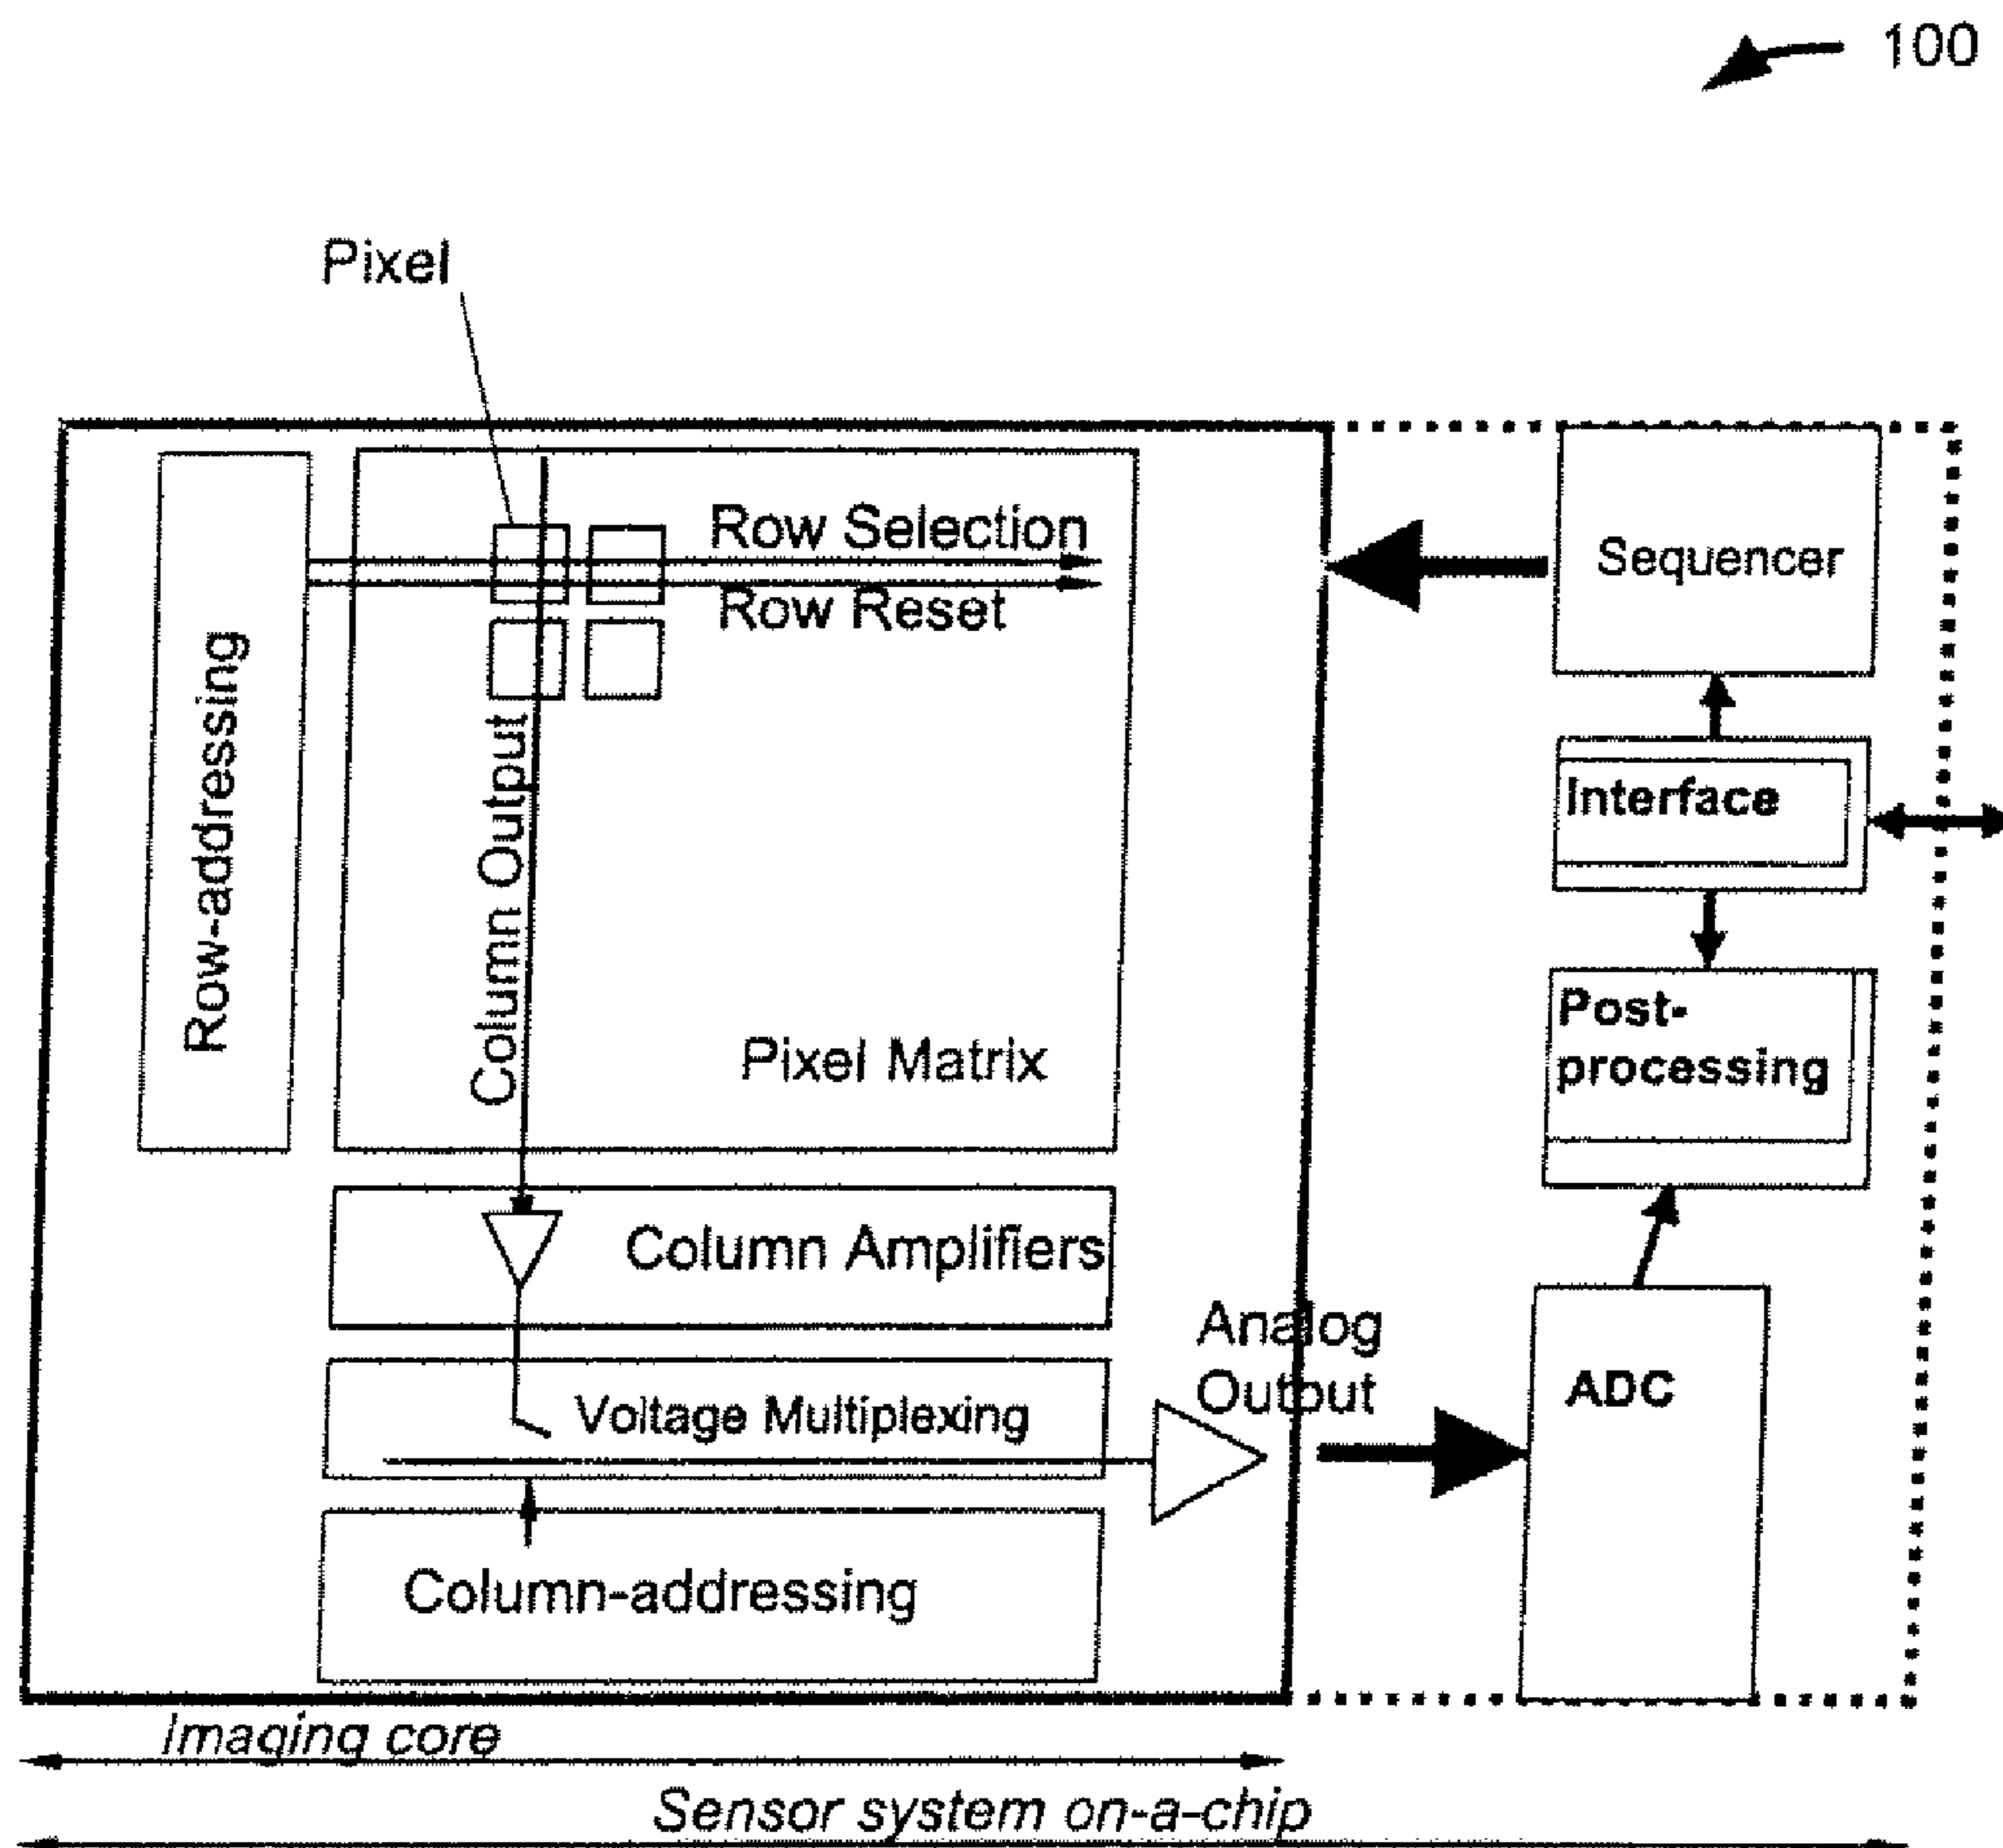 100
Pixel
Row Selection
Row Reset
Sequencer
Row-addressing
Column Output
Interface
Post-
processing
Pixel Matrix
Column Amplifiers
Analog
Output
Voltage Multiplexing
ADC
Column-addressing
Imaging core
Sensor system on-a-chip